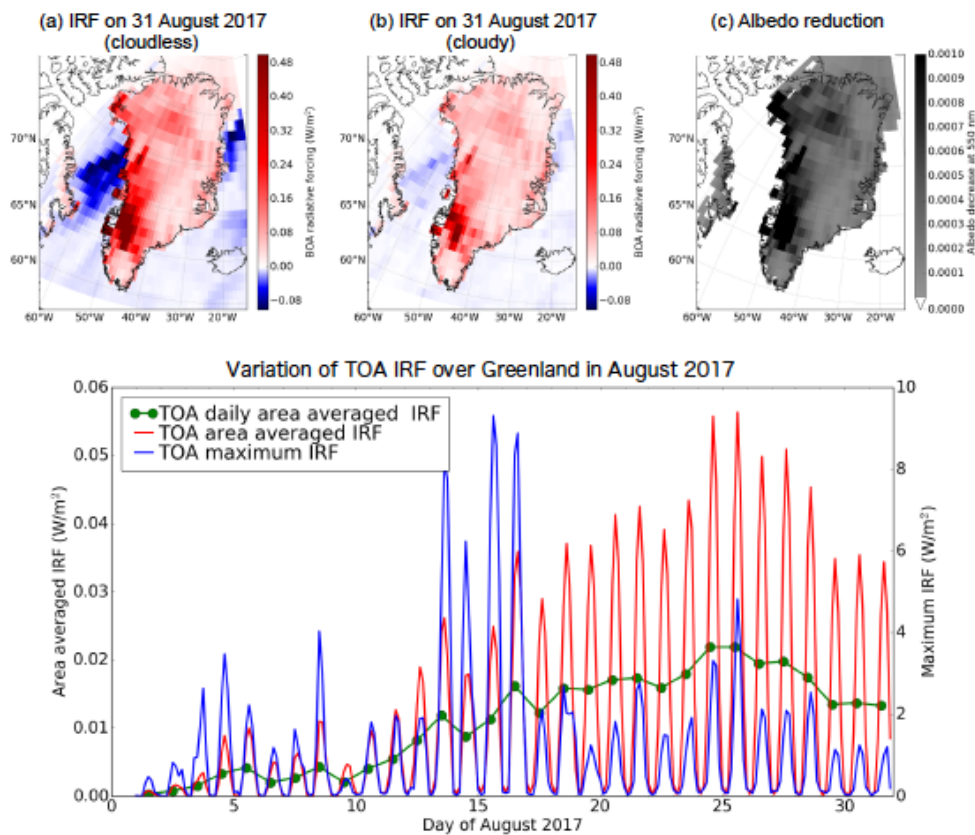 (a) IRF on 31 August 2017
(cloudless)
(b) IRF on 31 August 2017
(cloudy)
(c) Albedo reduction
70°N
65°N
60°N
60°W 50°W 40°W 30°W 20°W
0.48
0.40
0.32
0.24
0.16
0.08
0.00
−0.08
BOA radiative forcing (W/m²)
70°N
65°N
60°N
60°W 50°W 40°W 30°W 20°W
0.48
0.40
0.32
0.24
0.16
0.08
0.00
−0.08
BOA radiative forcing (W/m²)
70°N
65°N
60°N
60°W 50°W 40°W 30°W 20°W
0.0010
0.0009
0.0008
0.0007
0.0006
0.0005
0.0004
0.0003
0.0002
0.0001
0.0000
Albedo decrease at 550 nm
Variation of TOA IRF over Greenland in August 2017
TOA daily area averaged IRF
TOA area averaged IRF
TOA maximum IRF
Area averaged IRF (W/m²)
0.06
0.05
0.04
0.03
0.02
0.01
0.00
10
8
6
4
2
0
Maximum IRF (W/m²)
0 5 10 15 20 25 30
Day of August 2017